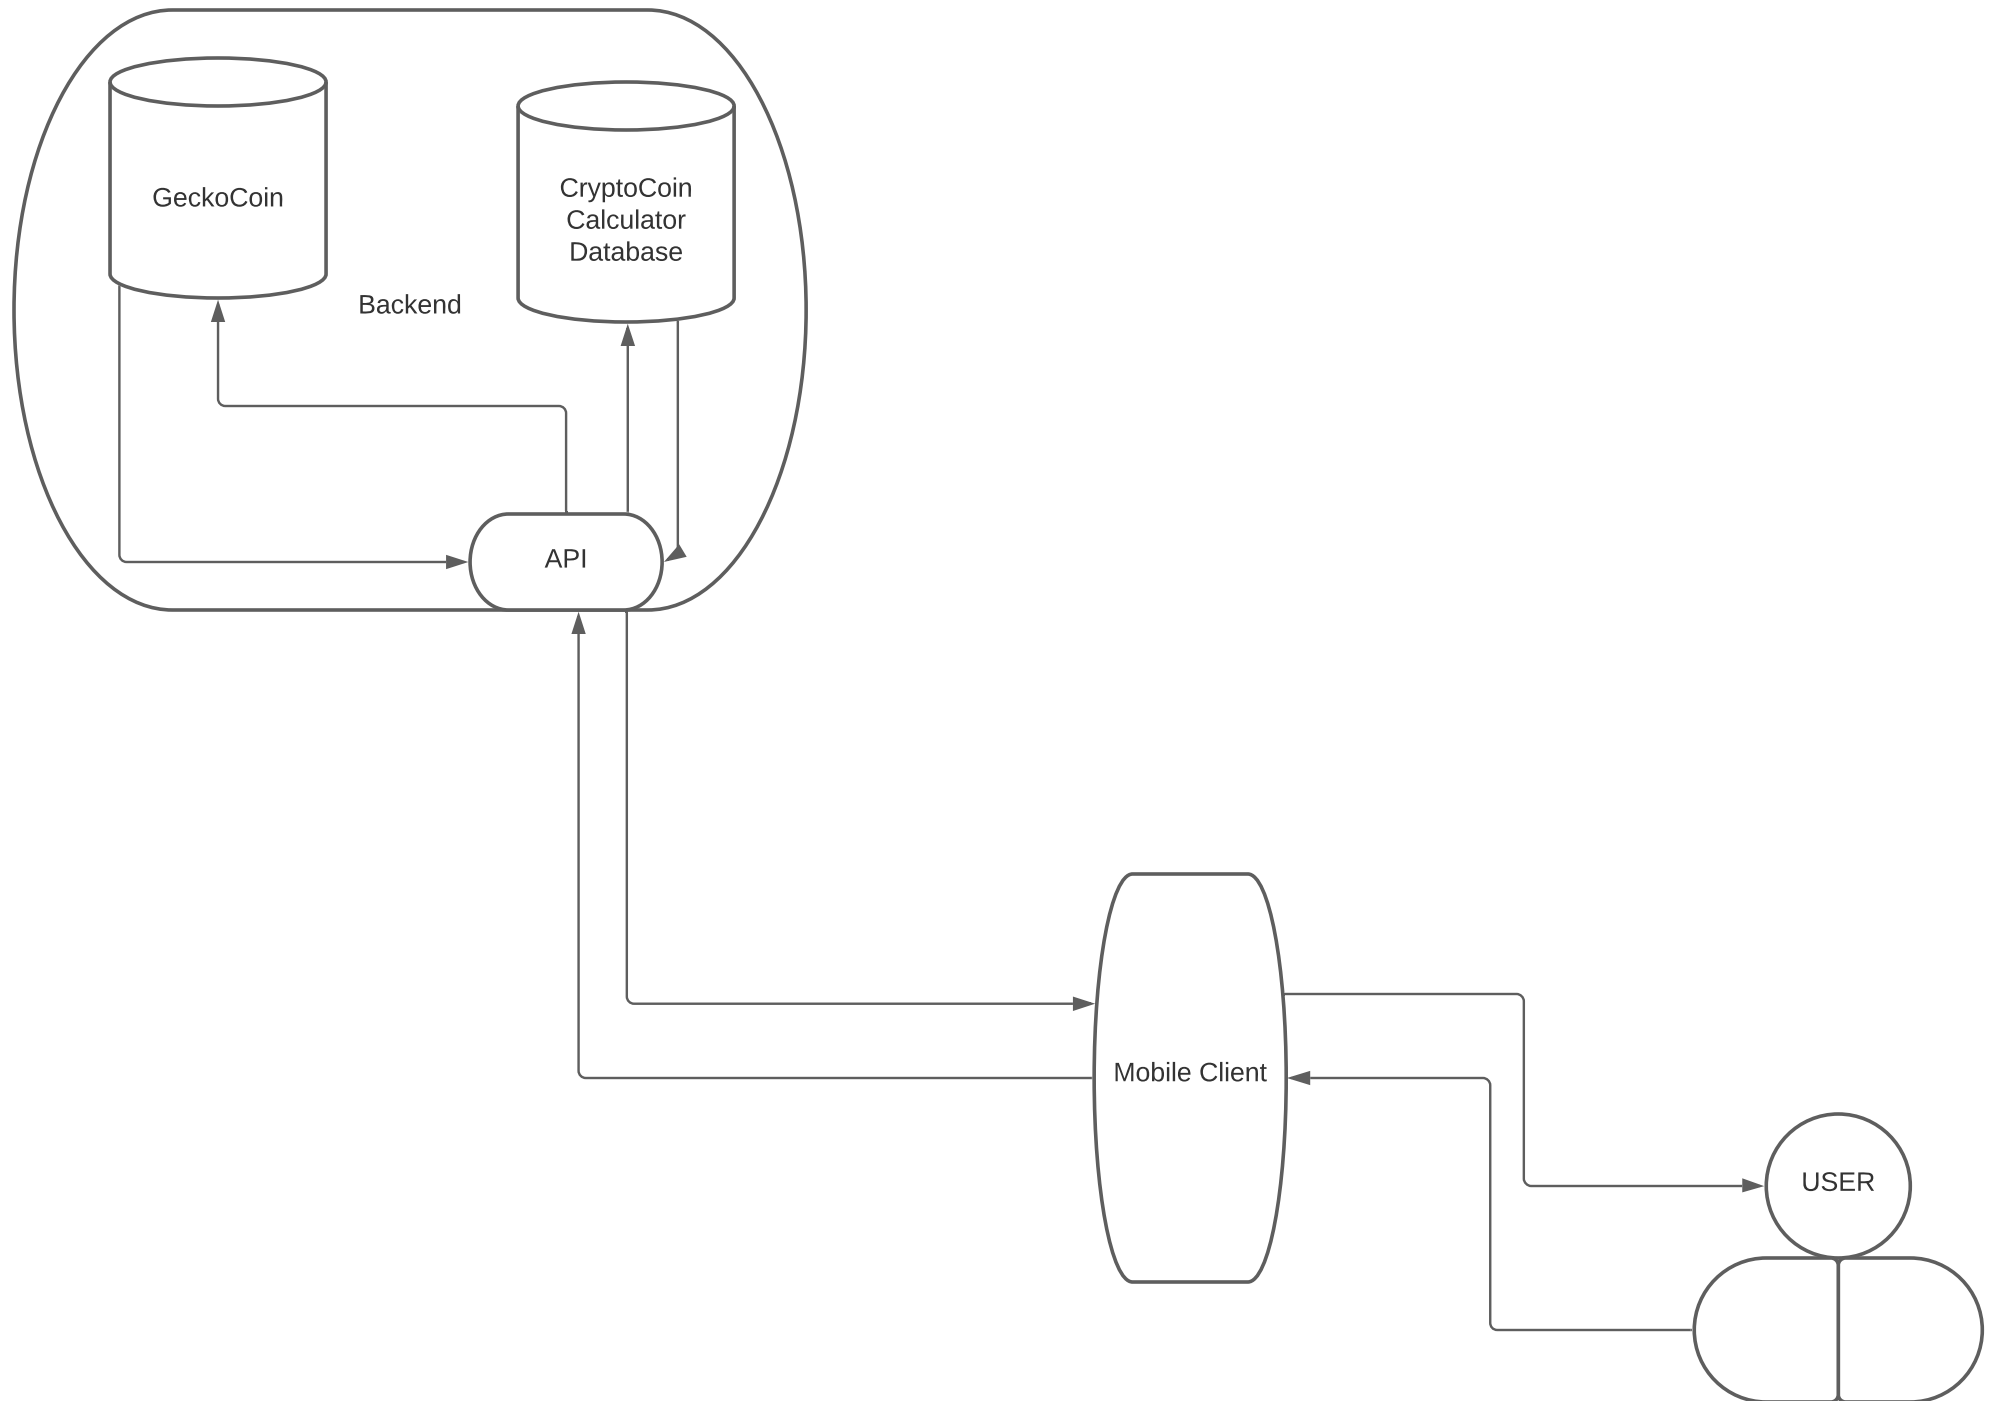 GeckoCoin
CryptoCoin
Calculator
Database
Backend
API
Mobile Client
USER